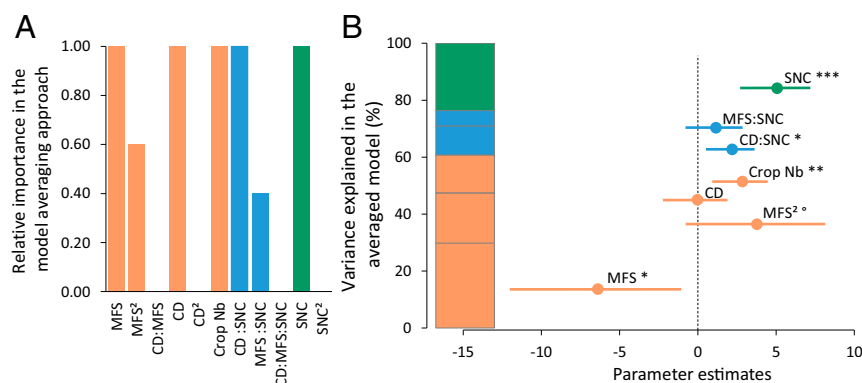 A
B
Relative importance in the
model averaging approach
1.00
0.80
0.60
0.40
0.20
0.00
MFS
MFS²
CD:MFS
CD
CD²
Crop Nb
CD :SNC
MFS :SNC
CD:MFS:SNC
SNC
SNC²
Variance explained in the
averaged model (%)
100
80
60
40
20
0
SNC ***
MFS:SNC
CD:SNC *
Crop Nb **
CD
MFS² °
MFS *
-15
-10
-5
0
5
10
Parameter estimates